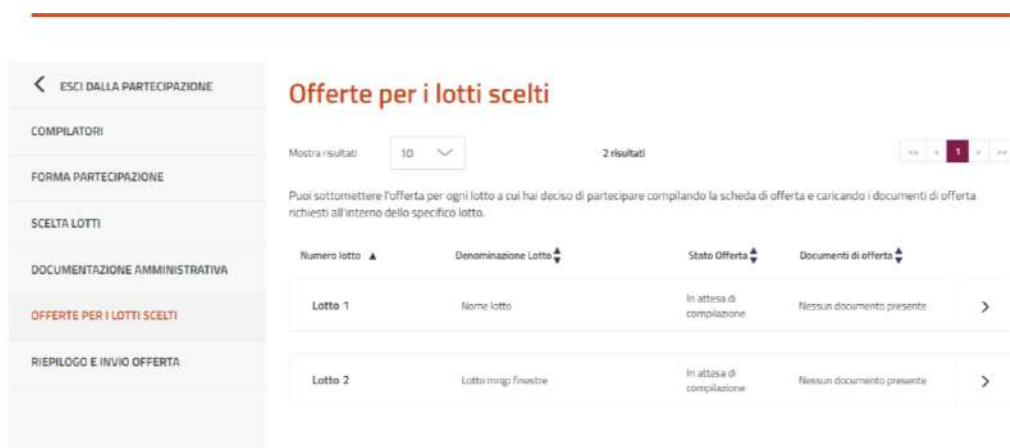 ESCI DALLA PARTECIPAZIONE
COMPILATORI
FORMA PARTECIPAZIONE
SCELTA LOTTI
DOCUMENTAZIONE AMMINISTRATIVA
OFFERTE PER I LOTTI SCELTI
RIEPILOGO E INVIO OFFERTA
Offerte per i lotti scelti
Mostra risultati 10 2 risultati << < 1 > >>
Puoi sottomettere l'offerta per ogni lotto a cui hai deciso di partecipare compilando la scheda di offerta e caricando i documenti di offerta
richiesti all'interno dello specifico lotto.
Numero lotto Denominazione Lotto Stato Offerta Documenti di offerta
Lotto 1 Nome lotto In attesa di compilazione Nessun documento presente
Lotto 2 Lotto finestre In attesa di compilazione Nessun documento presente